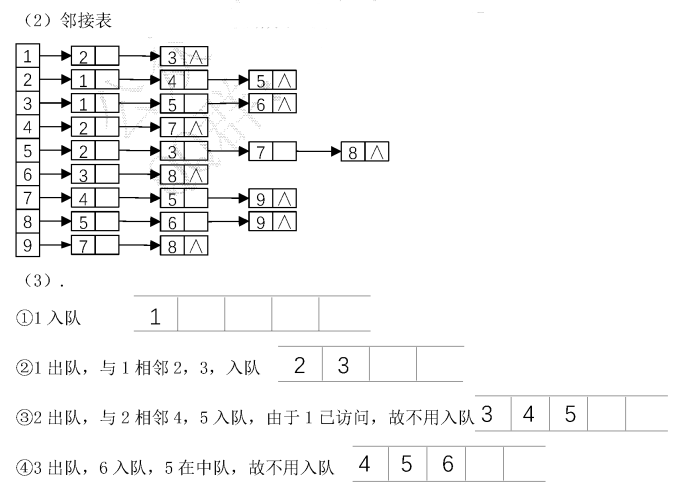 （2）邻接表
1 2 3 ∧
2 1 4 5 ∧
3 1 5 6 ∧
4 2 7 ∧
5 2 3 7 8 ∧
6 3 8 ∧
7 4 5 9 ∧
8 5 6 9 ∧
9 7 8 ∧
（3）.
①1 入队 1
②1 出队，与 1 相邻 2，3，入队 2 3
③2 出队，与 2 相邻 4，5 入队，由于 1 已访问，故不用入队 3 4 5
④3 出队，6 入队，5 在中队，故不用入队 4 5 6